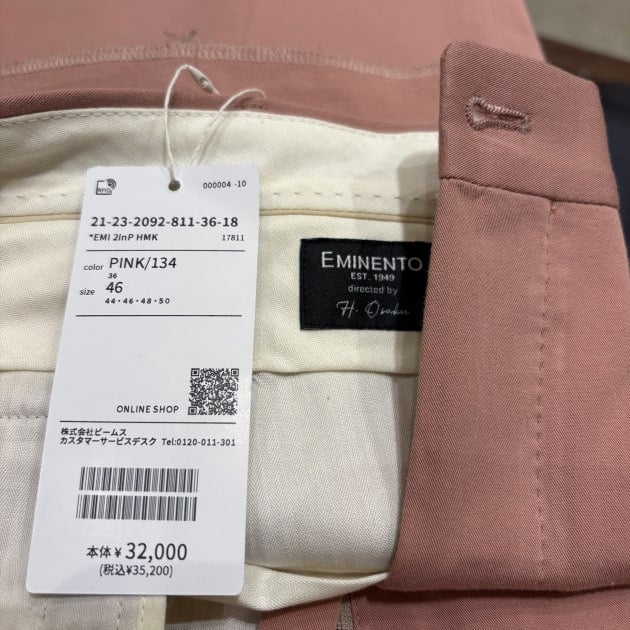 RFID
000004 -10
21-23-2092-811-36-18
*EMI 2inP HMK 17811
color PINK/134
36
size 46
44・46・48・50
ONLINE SHOP
株式会社ビームス
カスタマーサービスデスク Tel:0120-011-301
本体¥32,000
(税込¥35,200)
EMINENTO
EST. 1949
directed by
H. Osaku